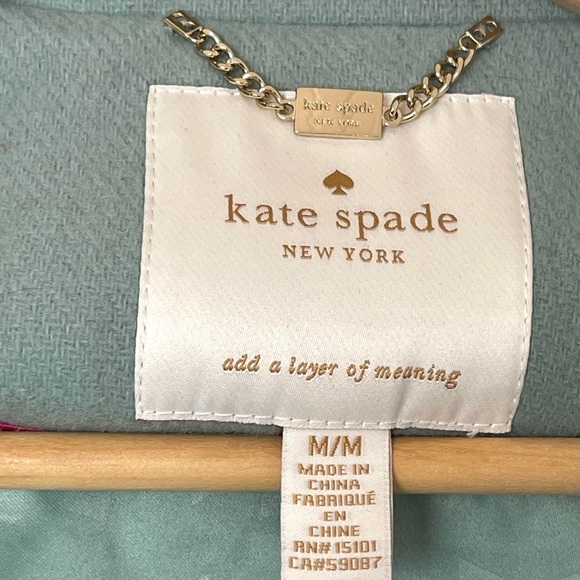 kate spade
NEW YORK
kate spade
NEW YORK
add a layer of meaning
M/M
MADE IN
CHINA
FABRIQUÉ
EN
CHINE
RN# 15101
CA#59087